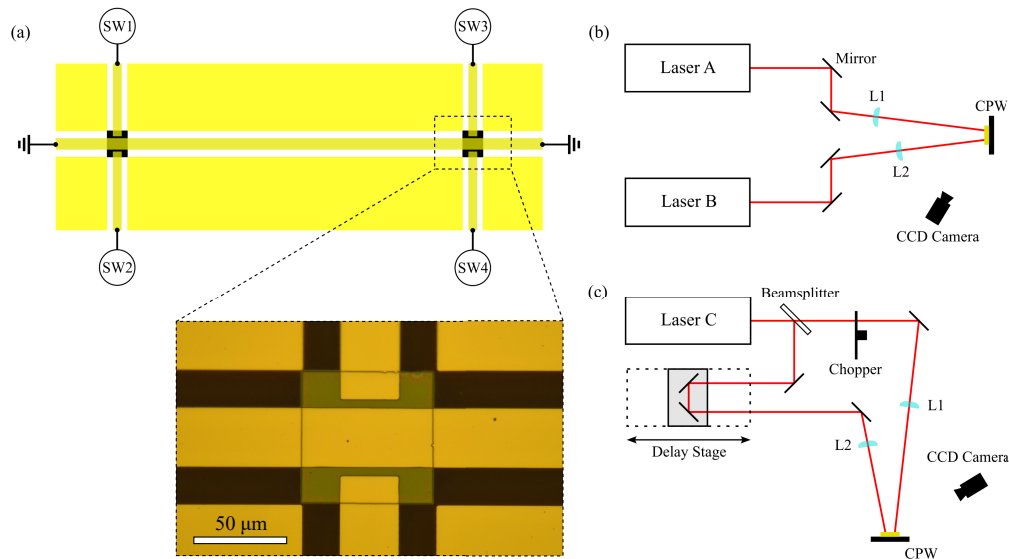 (a)
SW1
SW3
SW2
SW4
50 μm
(b)
Laser A
Mirror
L1
CPW
L2
Laser B
CCD Camera
(c)
Beamsplitter
Laser C
Chopper
L1
L2
Delay Stage
CCD Camera
CPW